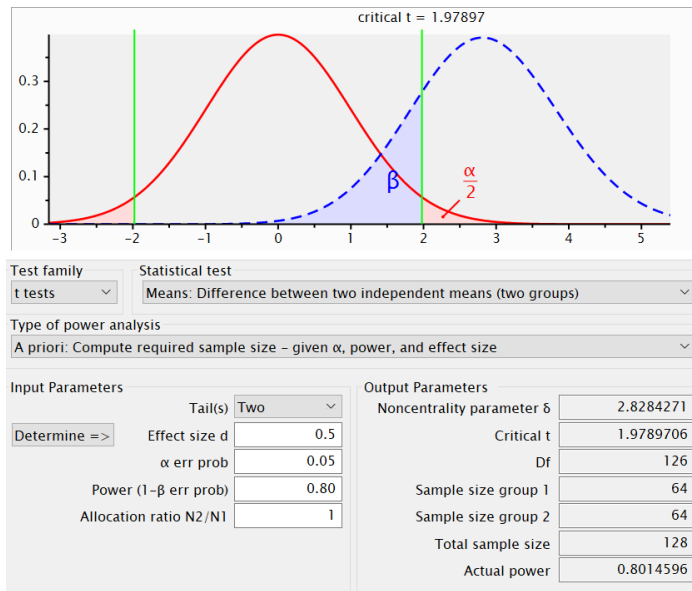 critical t = 1.97897
0.3
0.2
0.1
0
β
α
2
-3 -2 -1 0 1 2 3 4 5
Test family
Statistical test
t tests
Means: Difference between two independent means (two groups)
Type of power analysis
A priori: Compute required sample size – given α, power, and effect size
Input Parameters
Output Parameters
Tail(s) Two
Noncentrality parameter δ 2.8284271
Determine => Effect size d 0.5
Critical t 1.9789706
α err prob 0.05
Df 126
Power (1-β err prob) 0.80
Sample size group 1 64
Allocation ratio N2/N1 1
Sample size group 2 64
Total sample size 128
Actual power 0.8014596